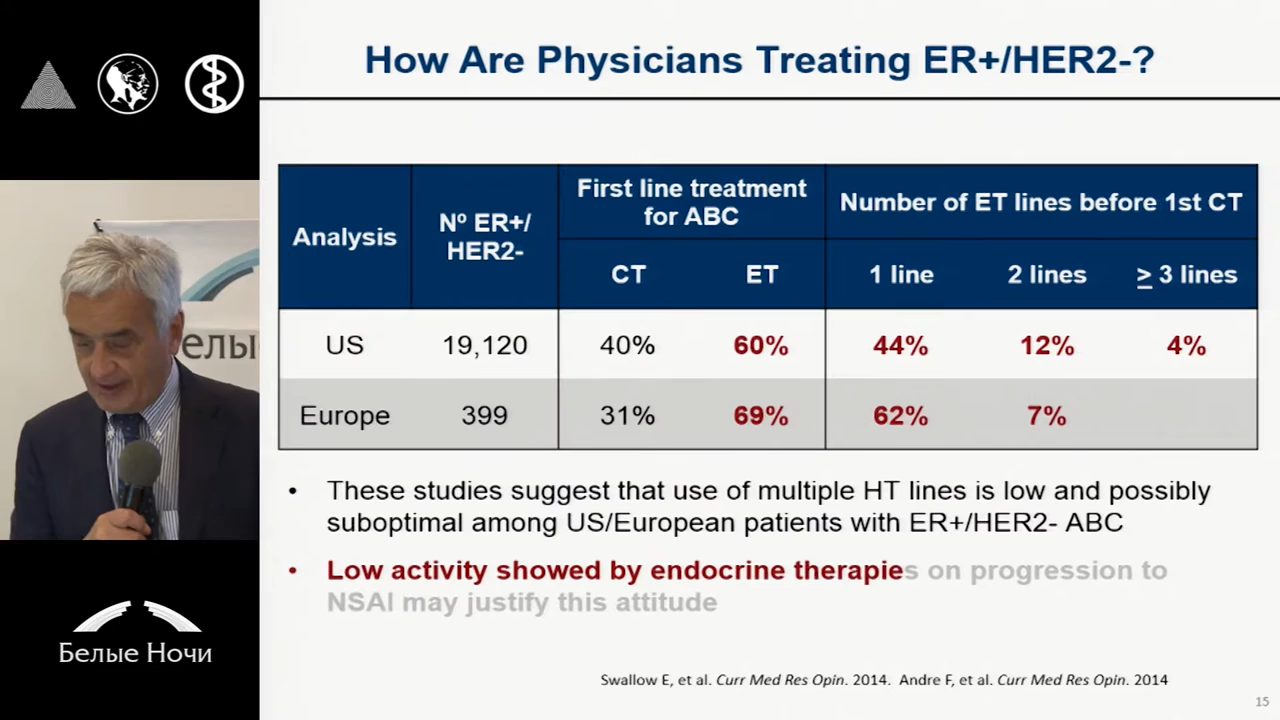 How Are Physicians Treating ER+/HER2-?
Analysis
Nº ER+/
HER2-
First line treatment
for ABC
Number of ET lines before 1st CT
CT
ET
1 line
2 lines
≥ 3 lines
US
19,120
40%
60%
44%
12%
4%
Europe
399
31%
69%
62%
7%
• These studies suggest that use of multiple HT lines is low and possibly
suboptimal among US/European patients with ER+/HER2- ABC
• Low activity showed by endocrine therapies on progression to
NSAI may justify this attitude
Swallow E, et al. Curr Med Res Opin. 2014. Andre F, et al. Curr Med Res Opin. 2014
15
елы
Белые Ночи